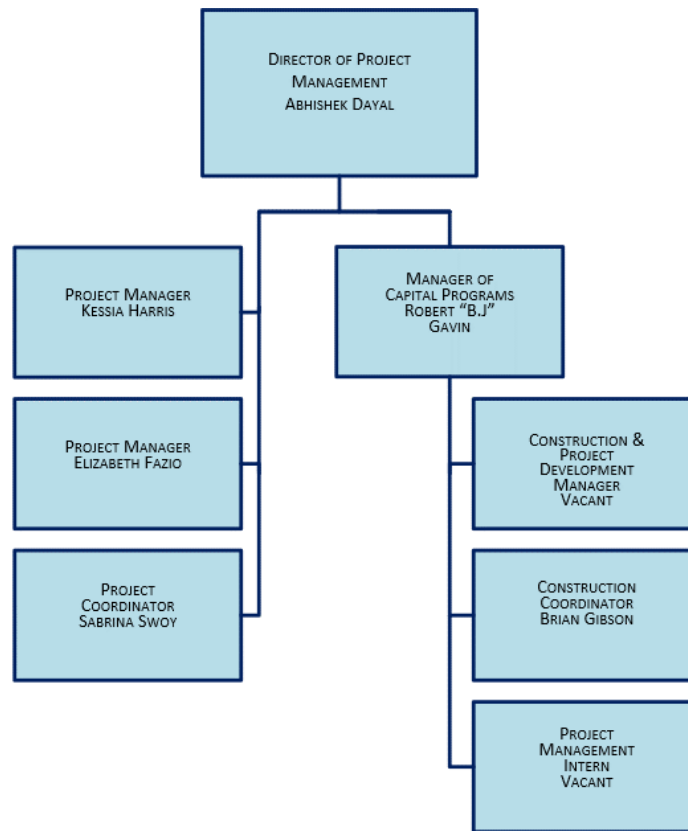 Director of Project
Management
Abhishek Dayal
Project Manager
Kessia Harris
Manager of
Capital Programs
Robert “B.J”
Gavin
Project Manager
Elizabeth Fazio
Construction &
Project
Development
Manager
Vacant
Project
Coordinator
Sabrina Swoy
Construction
Coordinator
Brian Gibson
Project
Management
Intern
Vacant